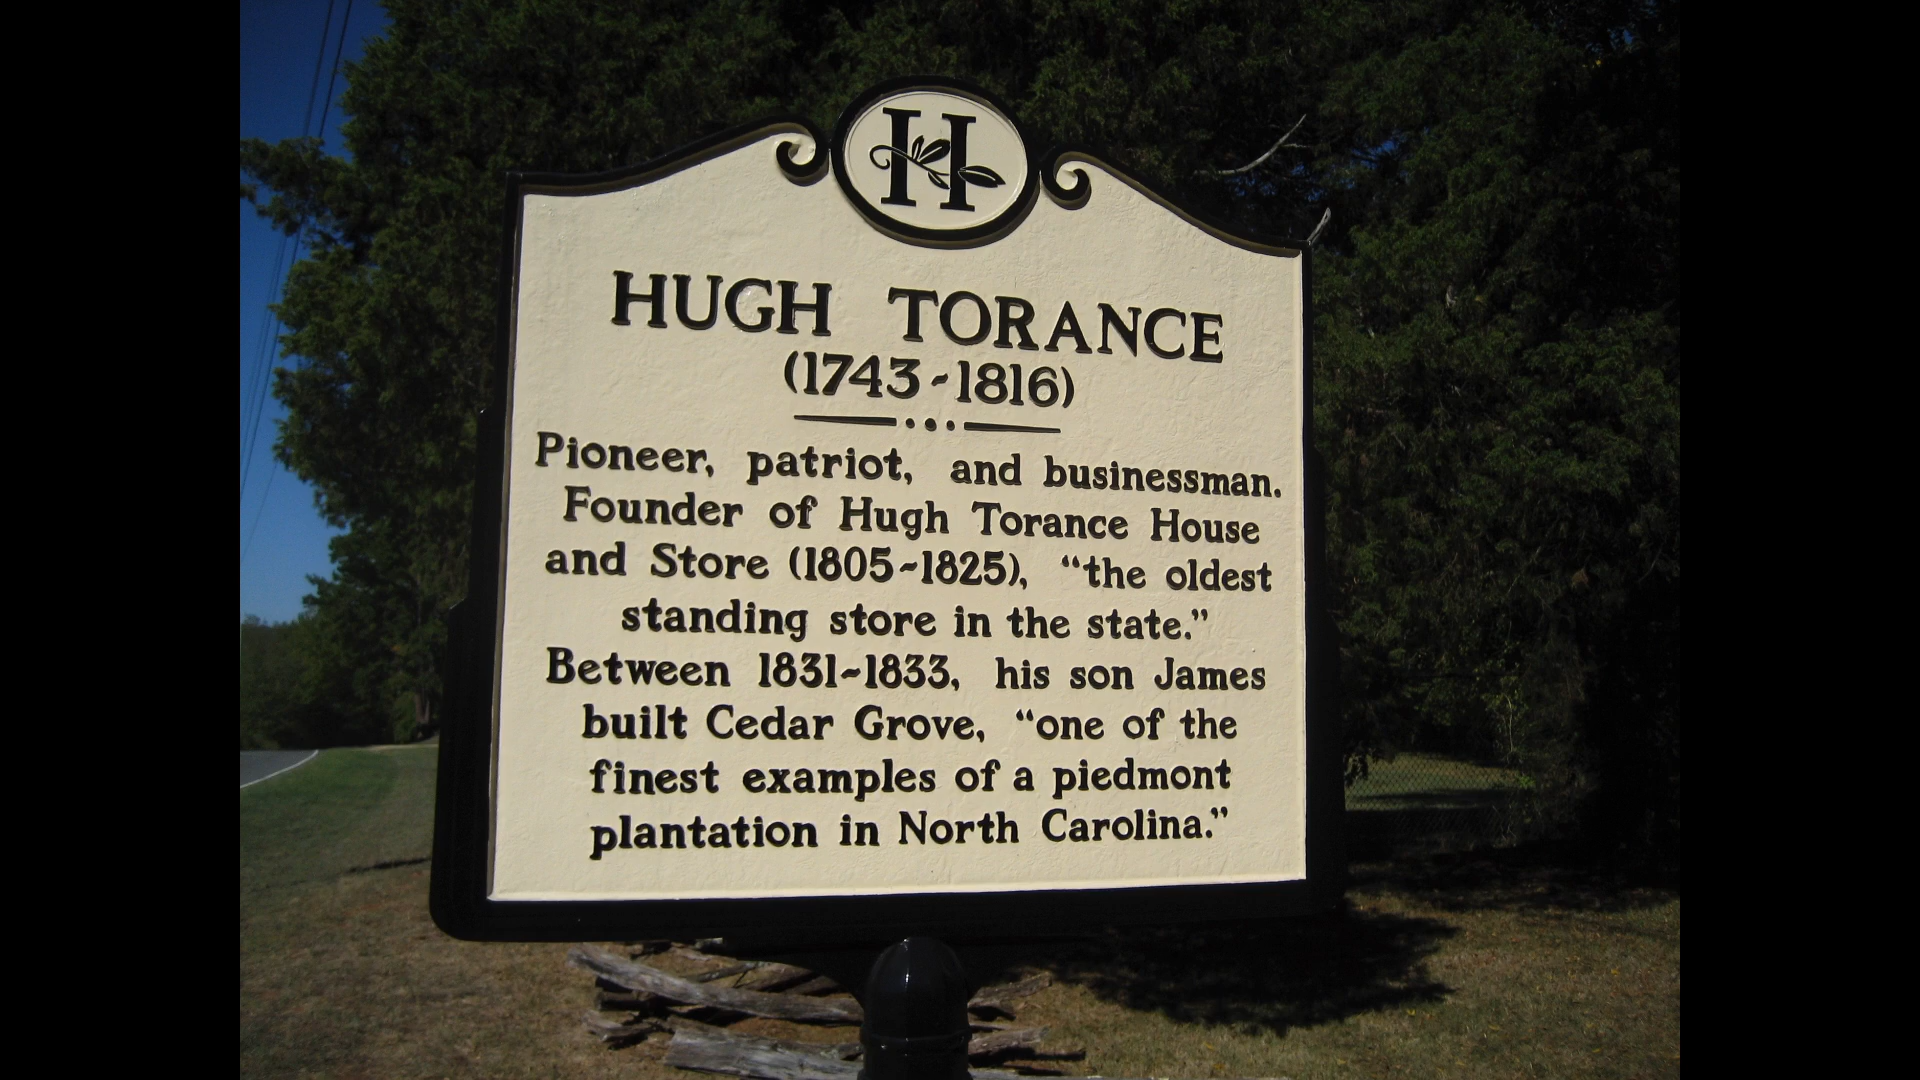 H
HUGH TORANCE
(1743-1816)
Pioneer, patriot, and businessman.
Founder of Hugh Torance House
and Store (1805-1825), “the oldest
standing store in the state.”
Between 1831-1833, his son James
built Cedar Grove, “one of the
finest examples of a piedmont
plantation in North Carolina.”